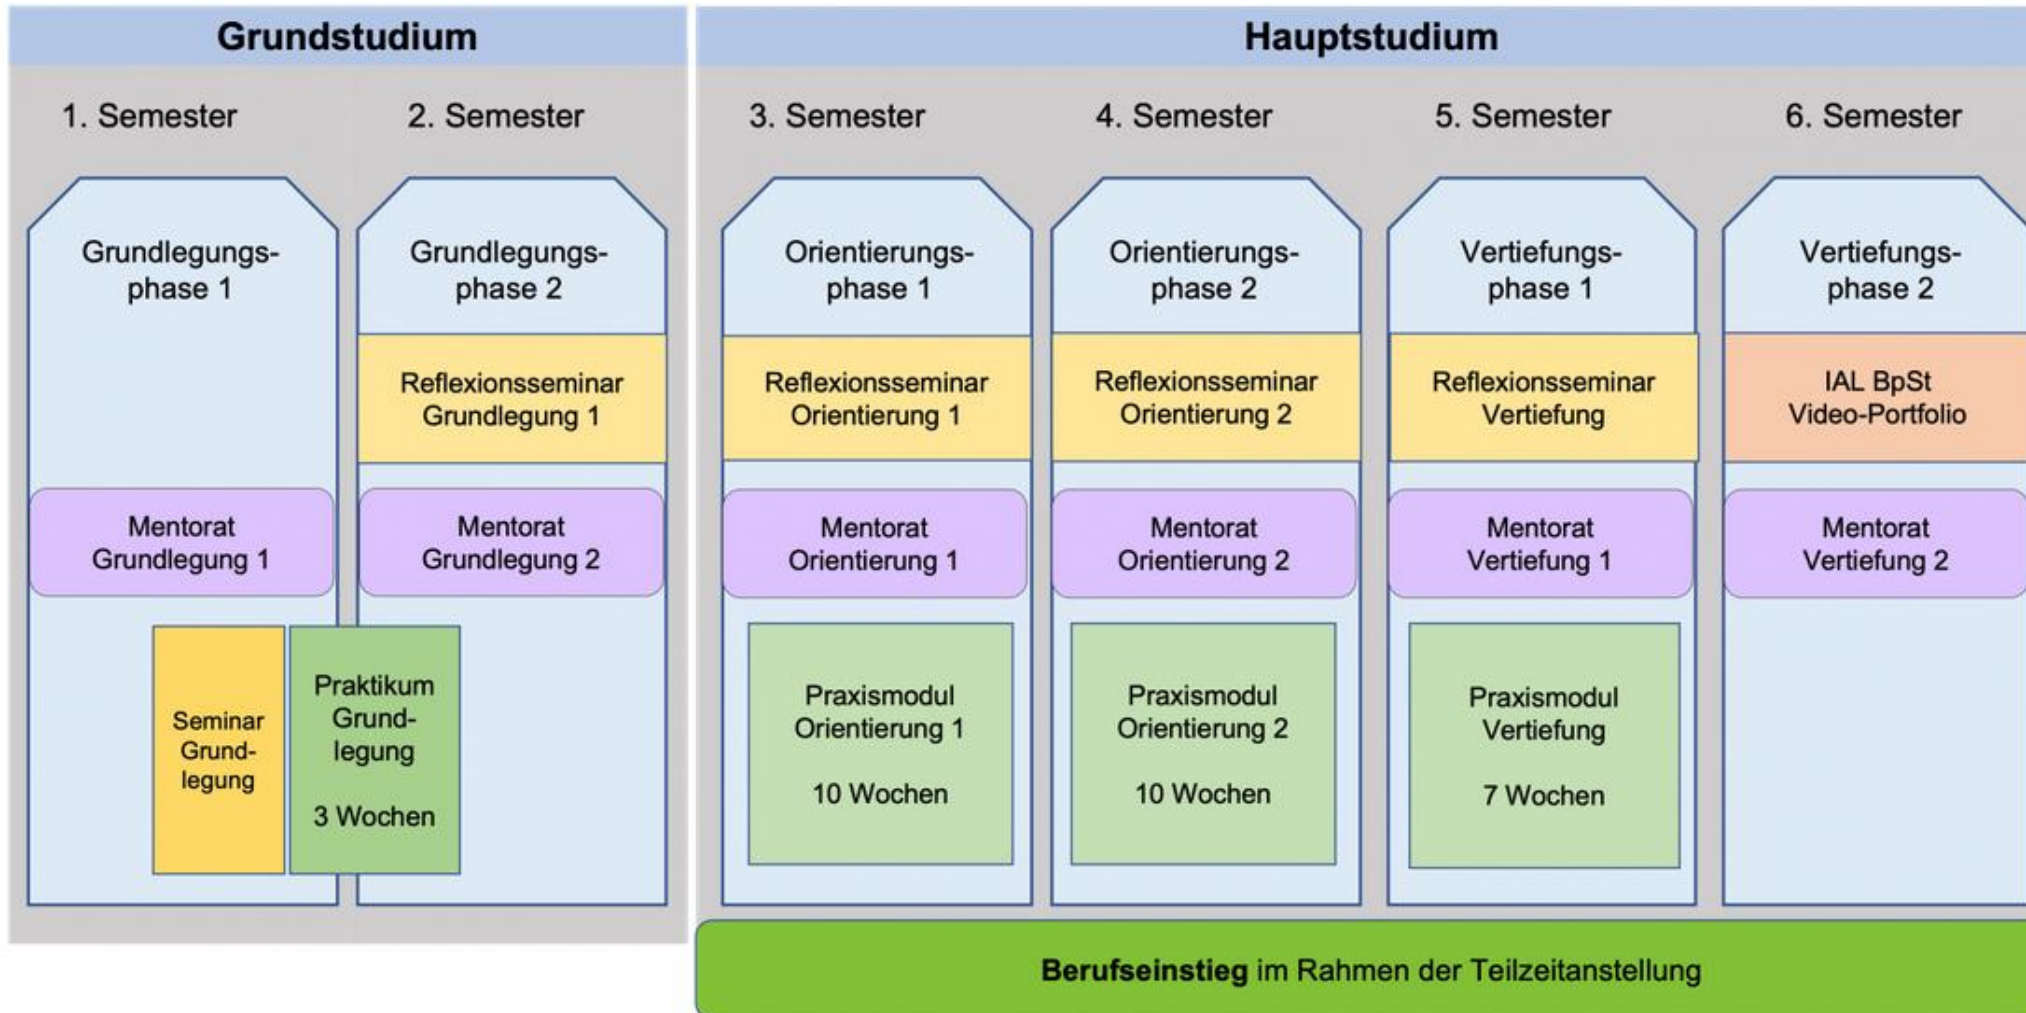 Grundstudium
Hauptstudium
1. Semester
2. Semester
3. Semester
4. Semester
5. Semester
6. Semester
Grundlegungs-
phase 1
Grundlegungs-
phase 2
Orientierungs-
phase 1
Orientierungs-
phase 2
Vertiefungs-
phase 1
Vertiefungs-
phase 2
Reflexionsseminar
Grundlegung 1
Reflexionsseminar
Orientierung 1
Reflexionsseminar
Orientierung 2
Reflexionsseminar
Vertiefung
IAL BpSt
Video-Portfolio
Mentorat
Grundlegung 1
Mentorat
Grundlegung 2
Mentorat
Orientierung 1
Mentorat
Orientierung 2
Mentorat
Vertiefung 1
Mentorat
Vertiefung 2
Seminar
Grund-
legung
Praktikum
Grund-
legung
3 Wochen
Praxismodul
Orientierung 1
10 Wochen
Praxismodul
Orientierung 2
10 Wochen
Praxismodul
Vertiefung
7 Wochen
Berufseinstieg im Rahmen der Teilzeitanstellung